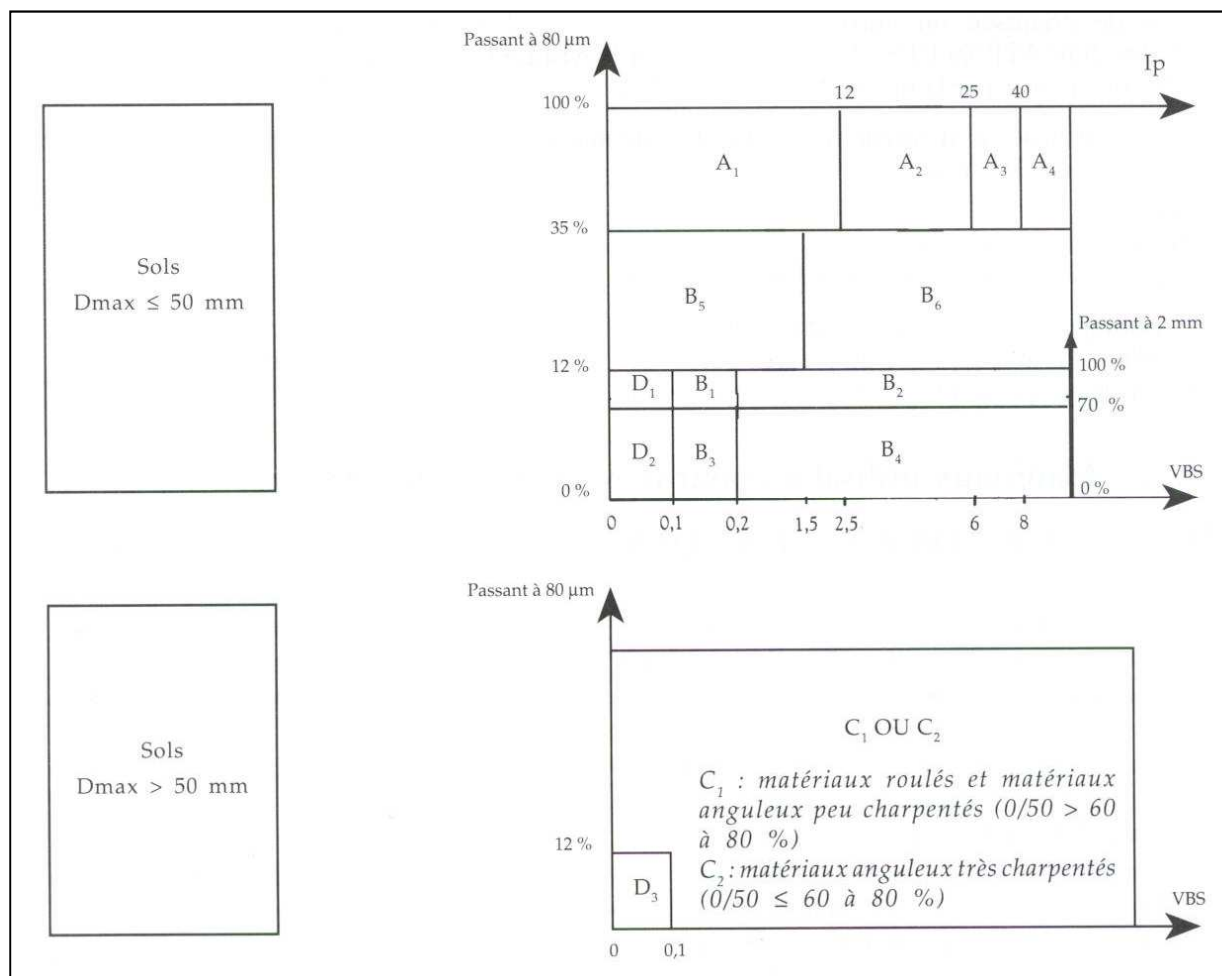 Passant à 80 µm
Ip
12 25 40
100 %
A₁ A₂ A₃ A₄
35 %
Sols
Dmax ≤ 50 mm
B₅ B₆
Passant à 2 mm
12 %
100 %
D₁ B₁ B₂
70 %
D₂ B₃ B₄
VBS
0 %
0 %
0 0,1 0,2 1,5 2,5 6 8
Passant à 80 µm
C₁ OU C₂
Sols
Dmax > 50 mm
C₁ : matériaux roulés et matériaux
anguleux peu charpentés (0/50 > 60
à 80 %)
12 %
C₂ : matériaux anguleux très charpentés
(0/50 ≤ 60 à 80 %)
D₃
VBS
0 0,1